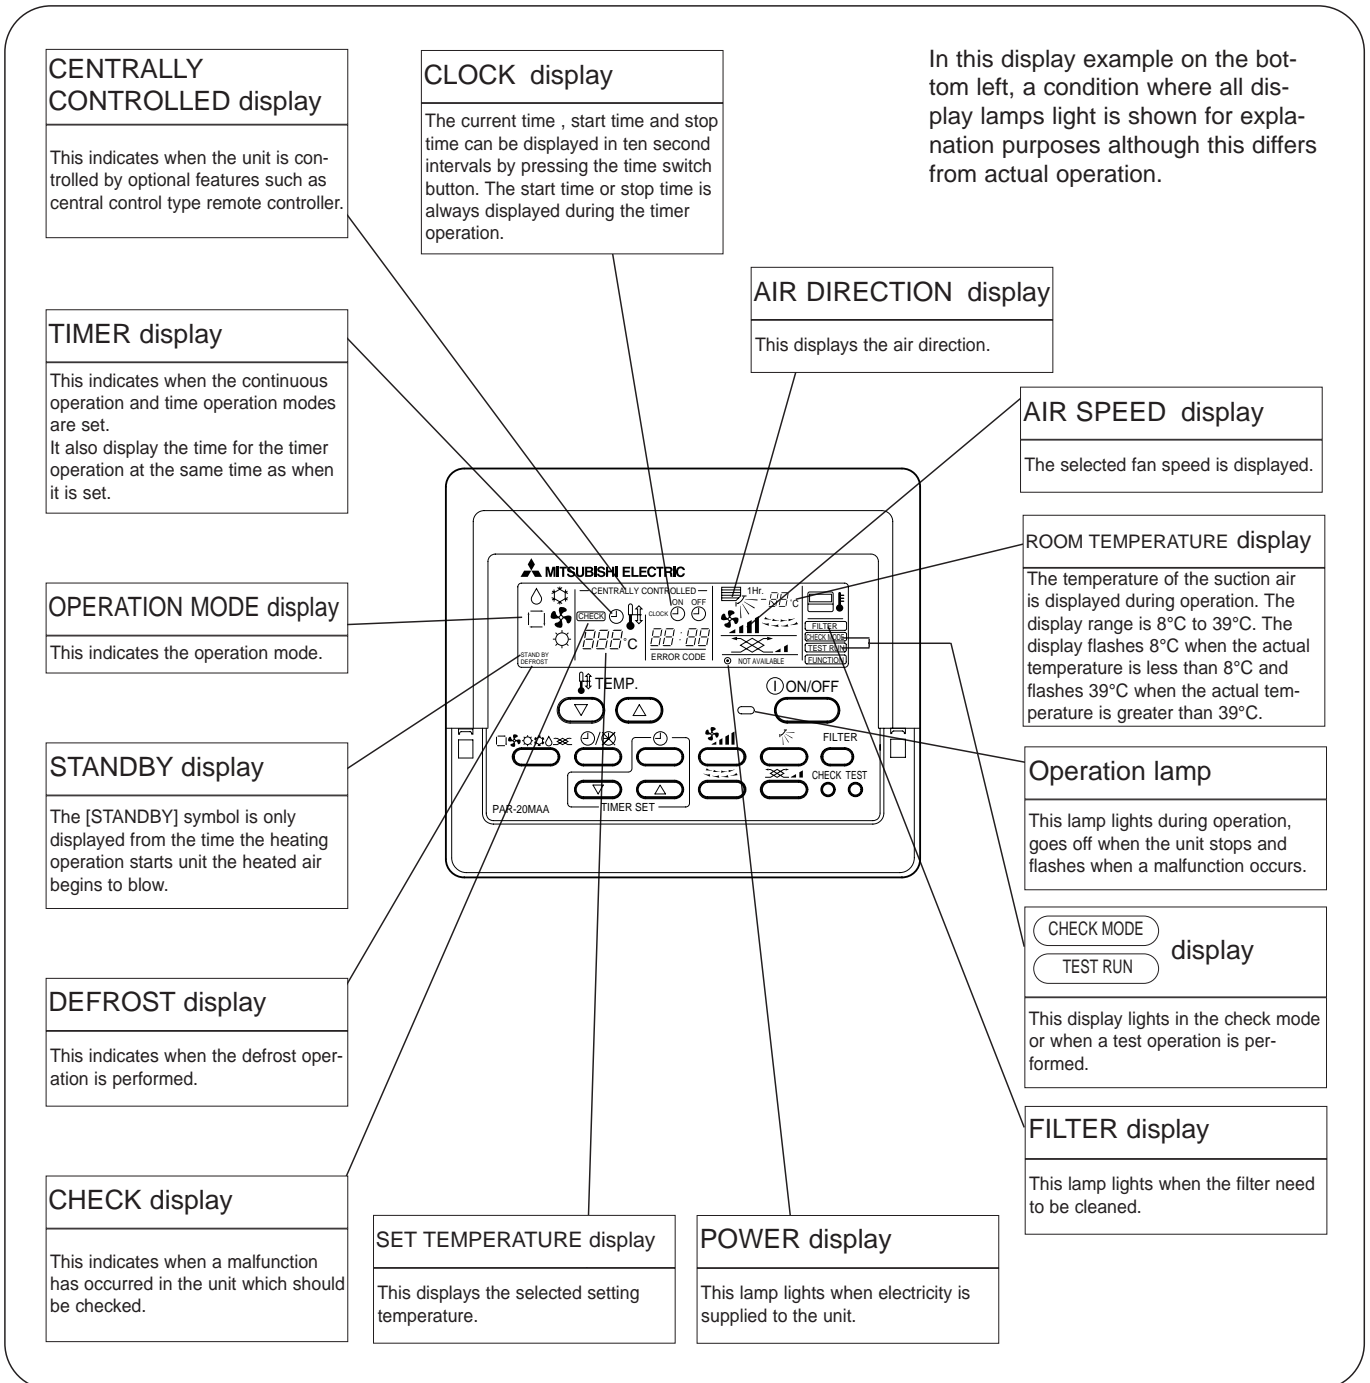 CENTRALLY
CONTROLLED display
This indicates when the unit is con-
trolled by optional features such as
central control type remote controller.
CLOCK display
The current time , start time and stop
time can be displayed in ten second
intervals by pressing the time switch
button. The start time or stop time is
always displayed during the timer
operation.
In this display example on the bot-
tom left, a condition where all dis-
play lamps light is shown for expla-
nation purposes although this differs
from actual operation.
TIMER display
This indicates when the continuous
operation and time operation modes
are set.
It also display the time for the timer
operation at the same time as when
it is set.
AIR DIRECTION display
This displays the air direction.
AIR SPEED display
The selected fan speed is displayed.
ROOM TEMPERATURE display
The temperature of the suction air
is displayed during operation. The
display range is 8°C to 39°C. The
display flashes 8°C when the actual
temperature is less than 8°C and
flashes 39°C when the actual tem-
perature is greater than 39°C.
OPERATION MODE display
This indicates the operation mode.
STANDBY display
The [STANDBY] symbol is only
displayed from the time the heating
operation starts unit the heated air
begins to blow.
MITSUBISHI ELECTRIC
CENTRALLY CONTROLLED
ON OFF
1Hr.
88°C
CHECK
CLOCK
FILTER
CHECK MODE
TEST RUN
FUNCTION
888°C
88:88
ERROR CODE
STAND BY
DEFROST
NOT AVAILABLE
TEMP.
ON/OFF
FILTER
CHECK TEST
PAR-20MAA
TIMER SET
Operation lamp
This lamp lights during operation,
goes off when the unit stops and
flashes when a malfunction occurs.
CHECK MODE
TEST RUN
display
This display lights in the check mode
or when a test operation is per-
formed.
DEFROST display
This indicates when the defrost oper-
ation is performed.
FILTER display
This lamp lights when the filter need
to be cleaned.
CHECK display
This indicates when a malfunction
has occurred in the unit which should
be checked.
SET TEMPERATURE display
This displays the selected setting
temperature.
POWER display
This lamp lights when electricity is
supplied to the unit.